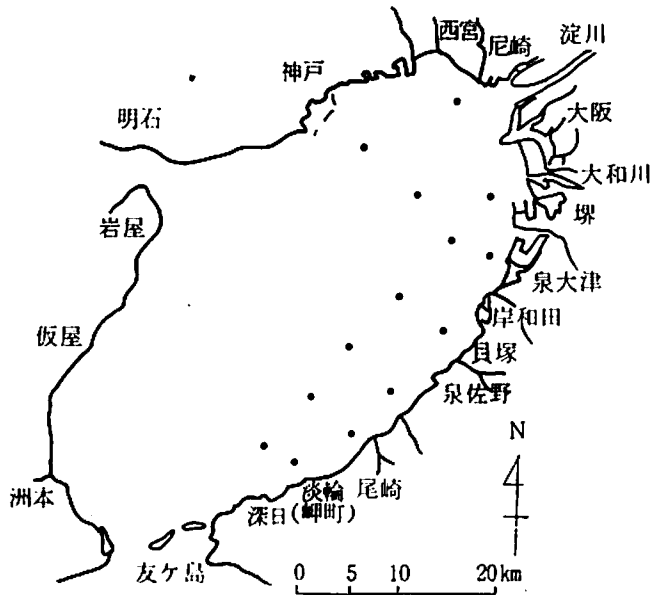 西宮
尼崎
淀川
神戸
大阪
明石
大和川
堺
岩屋
泉大津
岸和田
仮屋
貝塚
泉佐野
N
洲本
淡輪
尾崎
深日(岬町)
友ケ島
0 5 10 20km